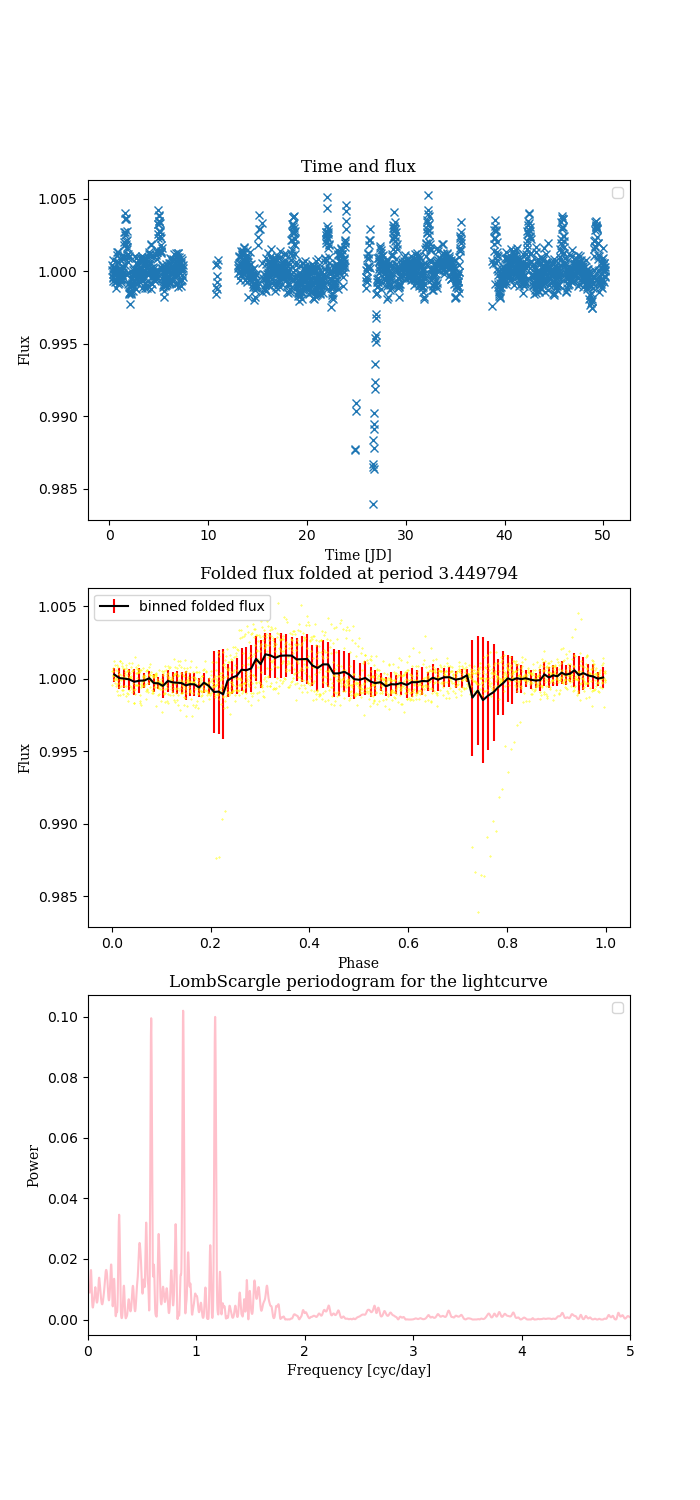 Time and flux
1.005
1.000
0.995
0.990
0.985
Flux
0 10 20 30 40 50
Time [JD]
Folded flux folded at period 3.449794
binned folded flux
1.005
1.000
0.995
0.990
0.985
Flux
0.0 0.2 0.4 0.6 0.8 1.0
Phase
LombScargle periodogram for the lightcurve
0.10
0.08
0.06
0.04
0.02
0.00
Power
0 1 2 3 4 5
Frequency [cyc/day]